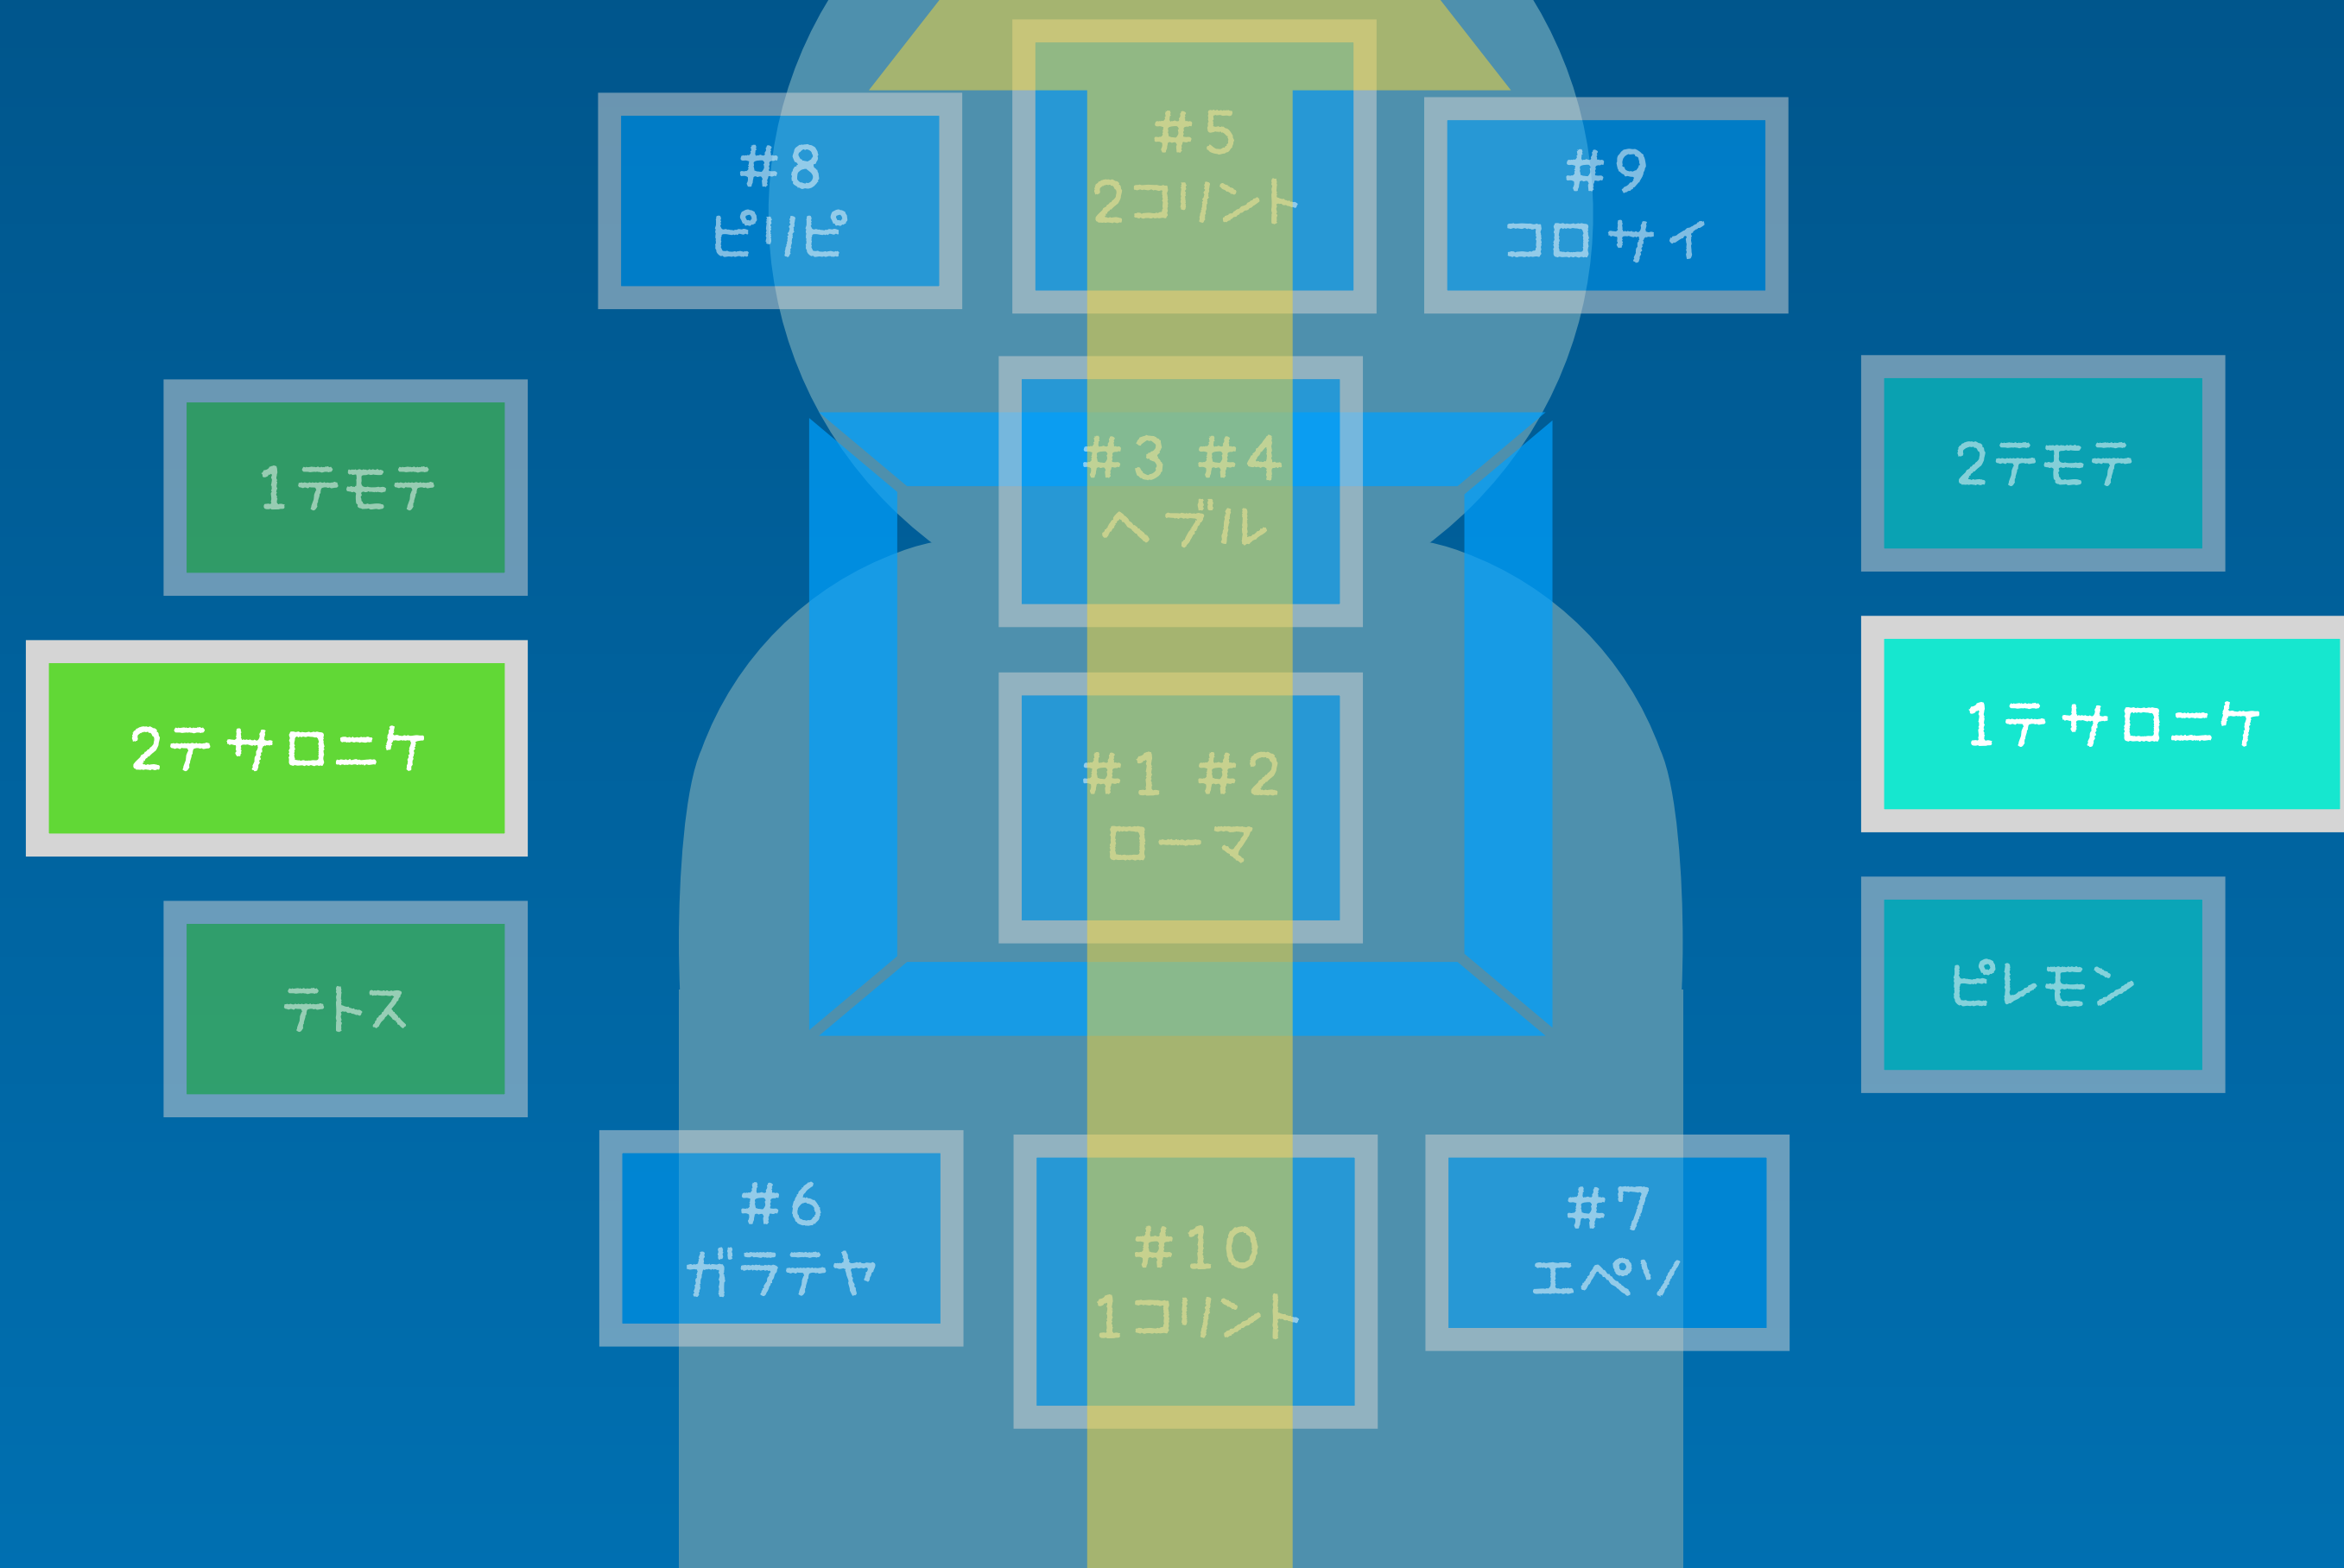 #8
ピリピ
#5
2コリント
#9
コロサイ
1テモテ
#3 #4
ヘブル
2テモテ
2テサロニケ
#1 #2
ローマ
1テサロニケ
テトス
ピレモン
#6
ガラテヤ
#10
1コリント
#7
エペソ